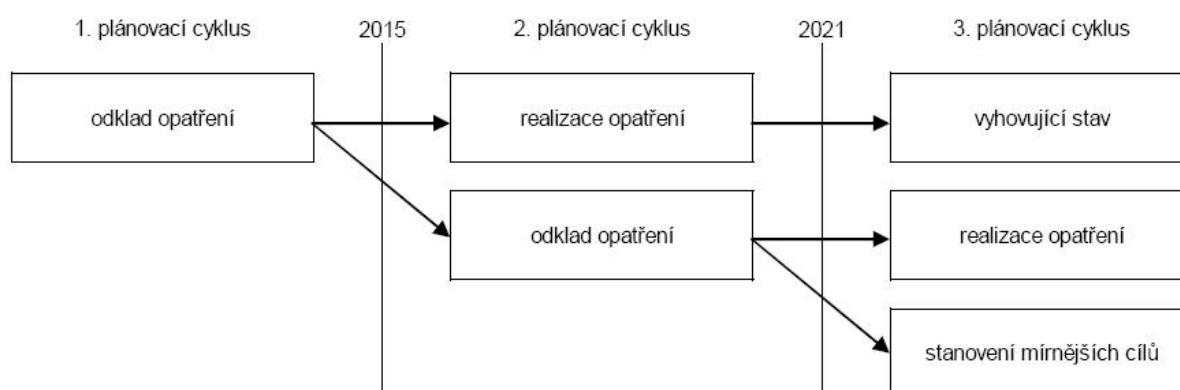 1. plánovací cyklus
2015
2. plánovací cyklus
2021
3. plánovací cyklus
odklad opatření
realizace opatření
vyhovující stav
odklad opatření
realizace opatření
stanovení mírnějších cílů